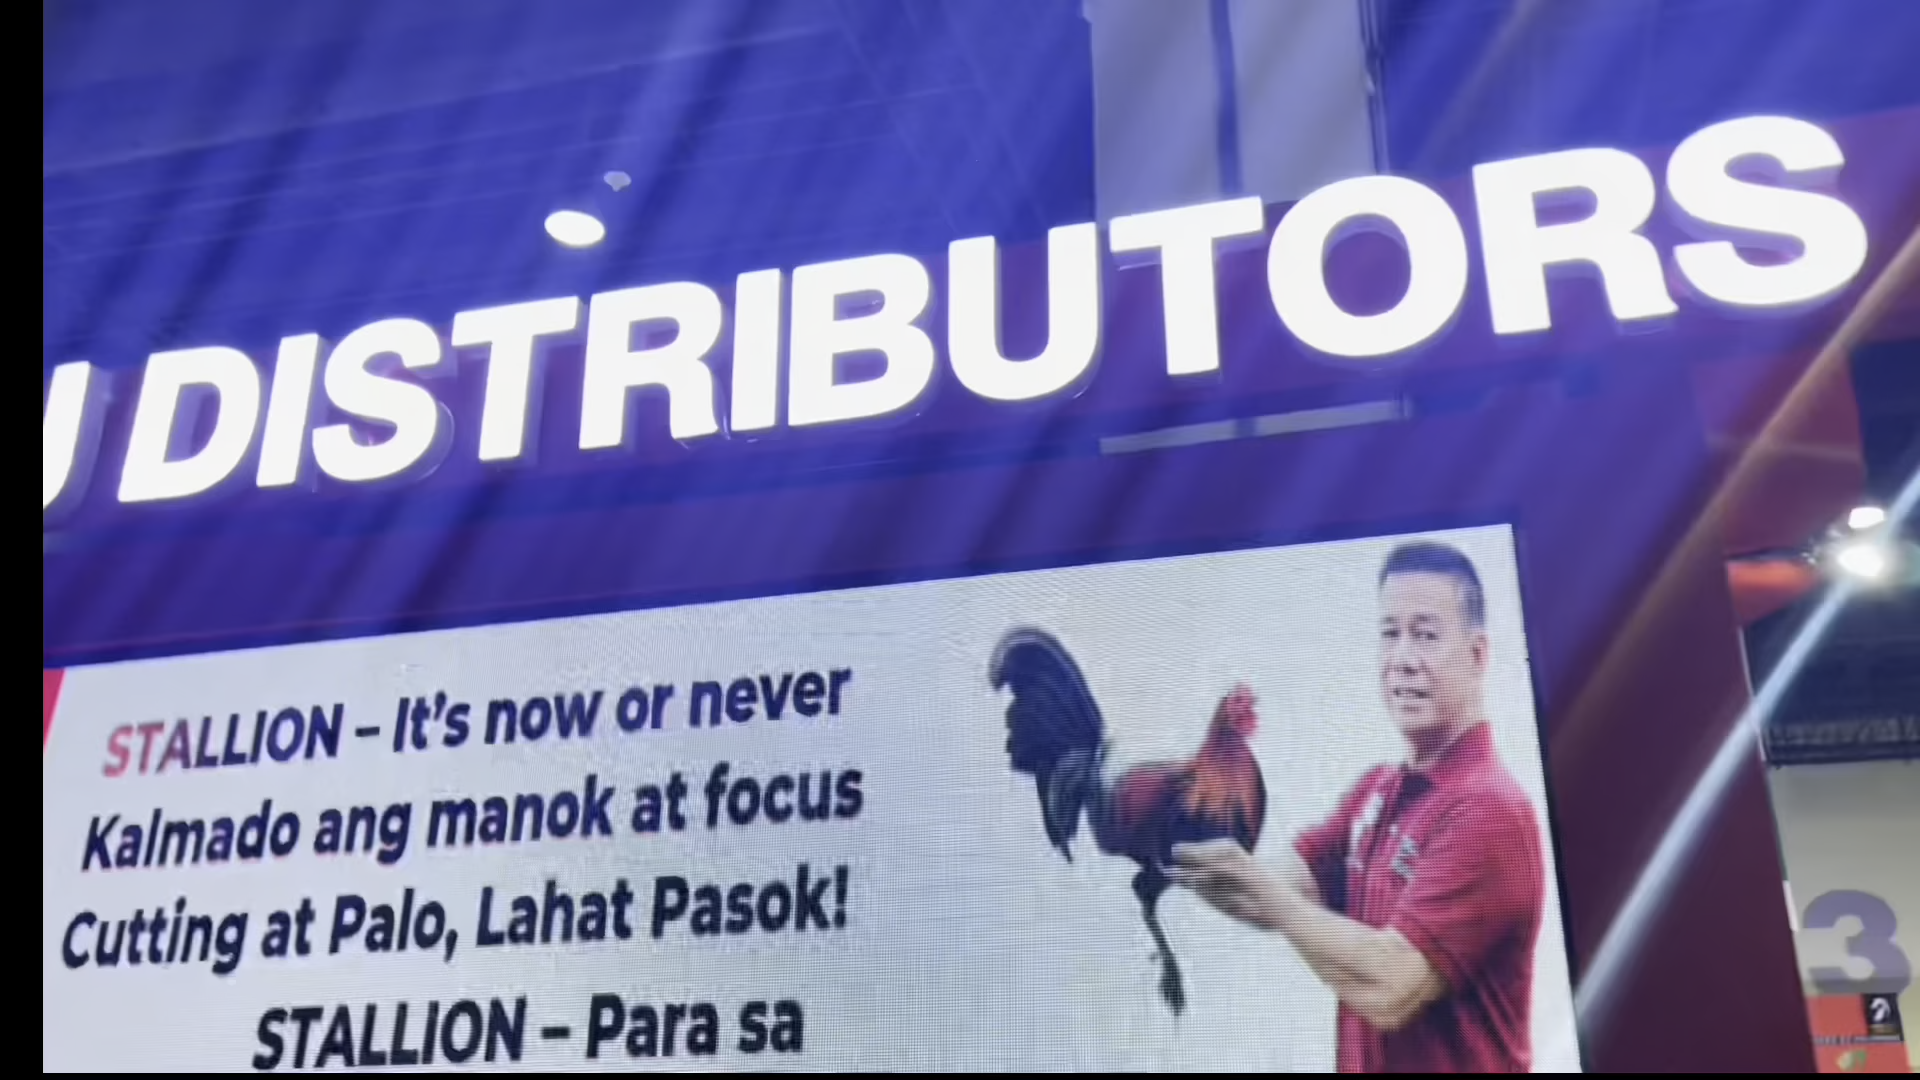 DISTRIBUTORS
STALLION – It's now or never
Kalmado ang manok at focus
Cutting at Palo, Lahat Pasok!
STALLION – Para sa
3